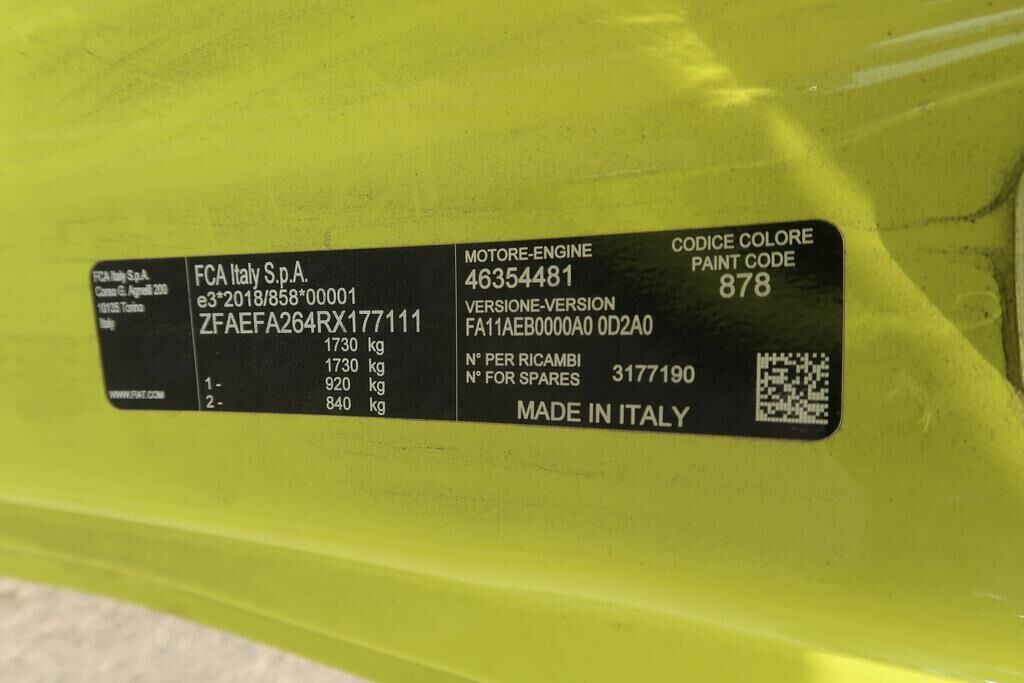 FCA Italy S.p.A.
Corso G. Agnelli 200
10135 Torino
Italy
WWW.FIAT.COM
FCA Italy S.p.A.
e3*2018/858*00001
ZFAEFA264RX177111
1730 kg
1730 kg
1 - 920 kg
2 - 840 kg
MOTORE-ENGINE
46354481
VERSIONE-VERSION
FA11AEB0000A0 0D2A0
N° PER RICAMBI
N° FOR SPARES 3177190
MADE IN ITALY
CODICE COLORE
PAINT CODE
878